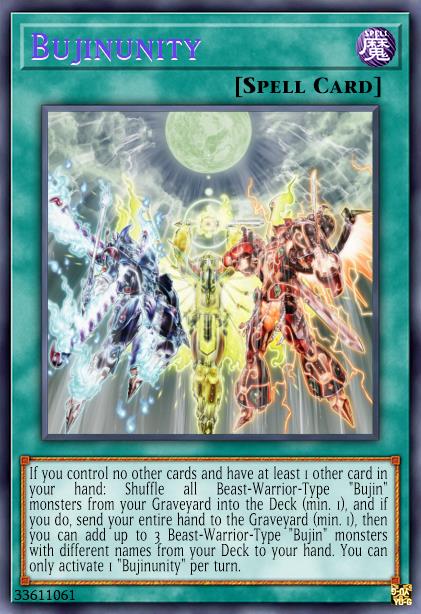 Bujinunity
SPELL
魔
[Spell Card]
If you control no other cards and have at least 1 other card in
your hand: Shuffle all Beast-Warrior-Type "Bujin"
monsters from your Graveyard into the Deck (min. 1), and if
you do, send your entire hand to the Graveyard (min. 1), then
you can add up to 3 Beast-Warrior-Type "Bujin" monsters
with different names from your Deck to your hand. You can
only activate 1 "Bujinunity" per turn.
33611061